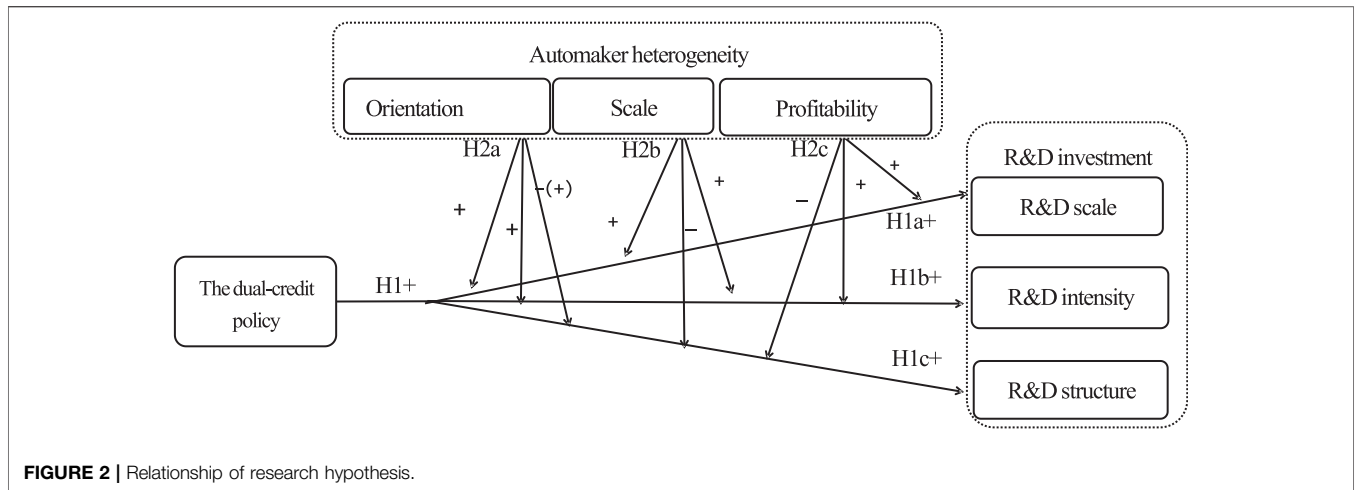 Automaker heterogeneity
Orientation
Scale
Profitability
H2a
H2b
H2c
+
+
−(+)
+
−
+
−
+
+
R&D investment
R&D scale
R&D intensity
R&D structure
The dual-credit
policy
H1+
H1a+
H1b+
H1c+
FIGURE 2 | Relationship of research hypothesis.